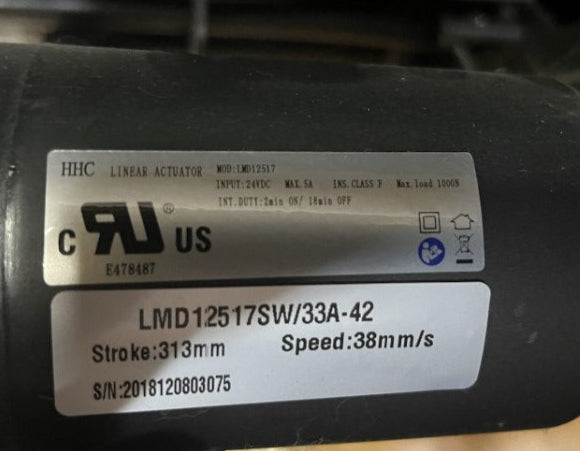 HHC LINEAR ACTUATOR MOD:LMD12517
INPUT:24VDC MAX.5A INS.CLASS F Max.load 1000N
INT.DUTY:2min ON/ 18min OFF
c RU ® US
E478487
LMD12517SW/33A-42
Stroke:313mm Speed:38mm/s
S/N:2018120803075